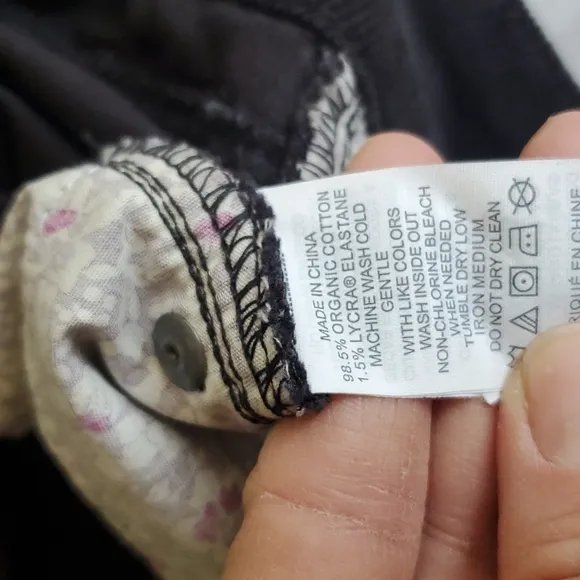 MADE IN CHINA
98.5% ORGANIC COTTON
1.5% LYCRA® ELASTANE
MACHINE WASH COLD
GENTLE
WITH LIKE COLORS
WASH INSIDE OUT
NON-CHLORINE BLEACH
WHEN NEEDED
TUMBLE DRY LOW
IRON MEDIUM
DO NOT DRY CLEAN
EN